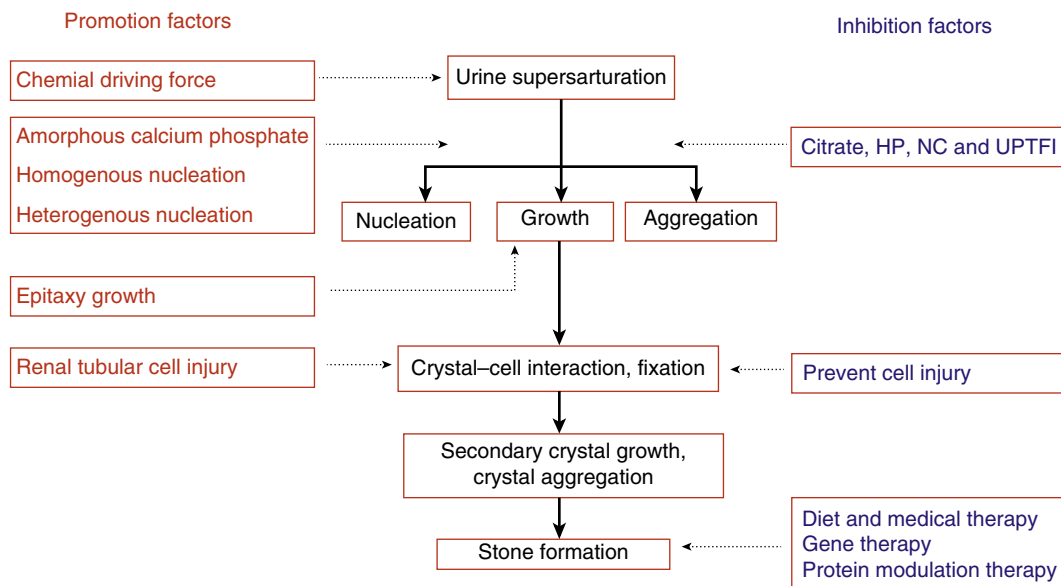 Promotion factors
Inhibition factors
Chemial driving force
Urine supersarturation
Amorphous calcium phosphate
Homogenous nucleation
Heterogenous nucleation
Citrate, HP, NC and UPTFI
Nucleation
Growth
Aggregation
Epitaxy growth
Renal tubular cell injury
Crystal–cell interaction, fixation
Prevent cell injury
Secondary crystal growth,
crystal aggregation
Stone formation
Diet and medical therapy
Gene therapy
Protein modulation therapy